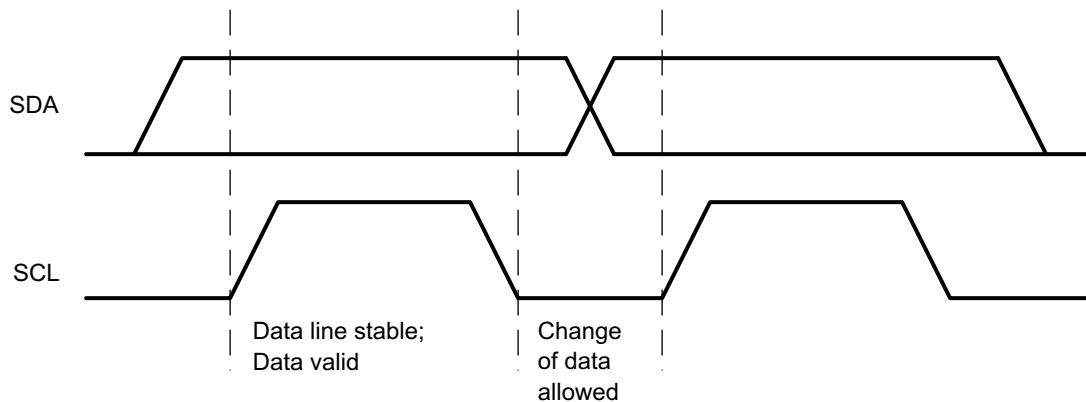 SDA
SCL
Data line stable;
Data valid
Change
of data
allowed